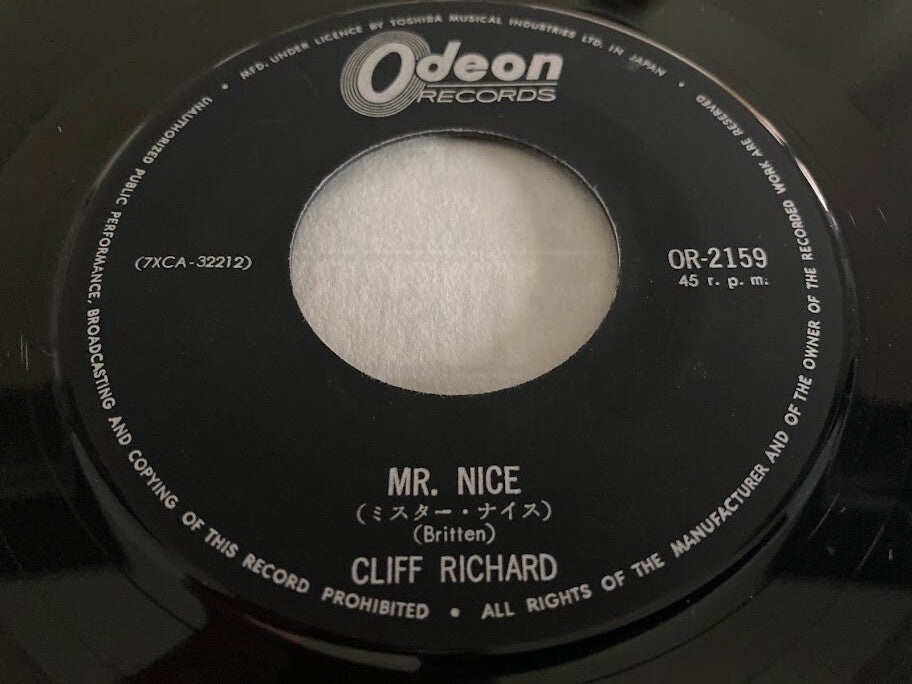 • MFD. UNDER LICENCE BY TOSHIBA MUSICAL INDUSTRIES LTD. IN JAPAN •
Odeon
RECORDS
(7XCA-32212)
OR-2159
45 r. p. m.
MR. NICE
(ミスター・ナイス)
(Britten)
CLIFF RICHARD
UNAUTHORIZED PUBLIC PERFORMANCE, BROADCASTING AND COPYING OF THIS RECORD PROHIBITED • ALL RIGHTS OF THE MANUFACTURER AND OF THE OWNER OF THE RECORDED WORK ARE RESERVED